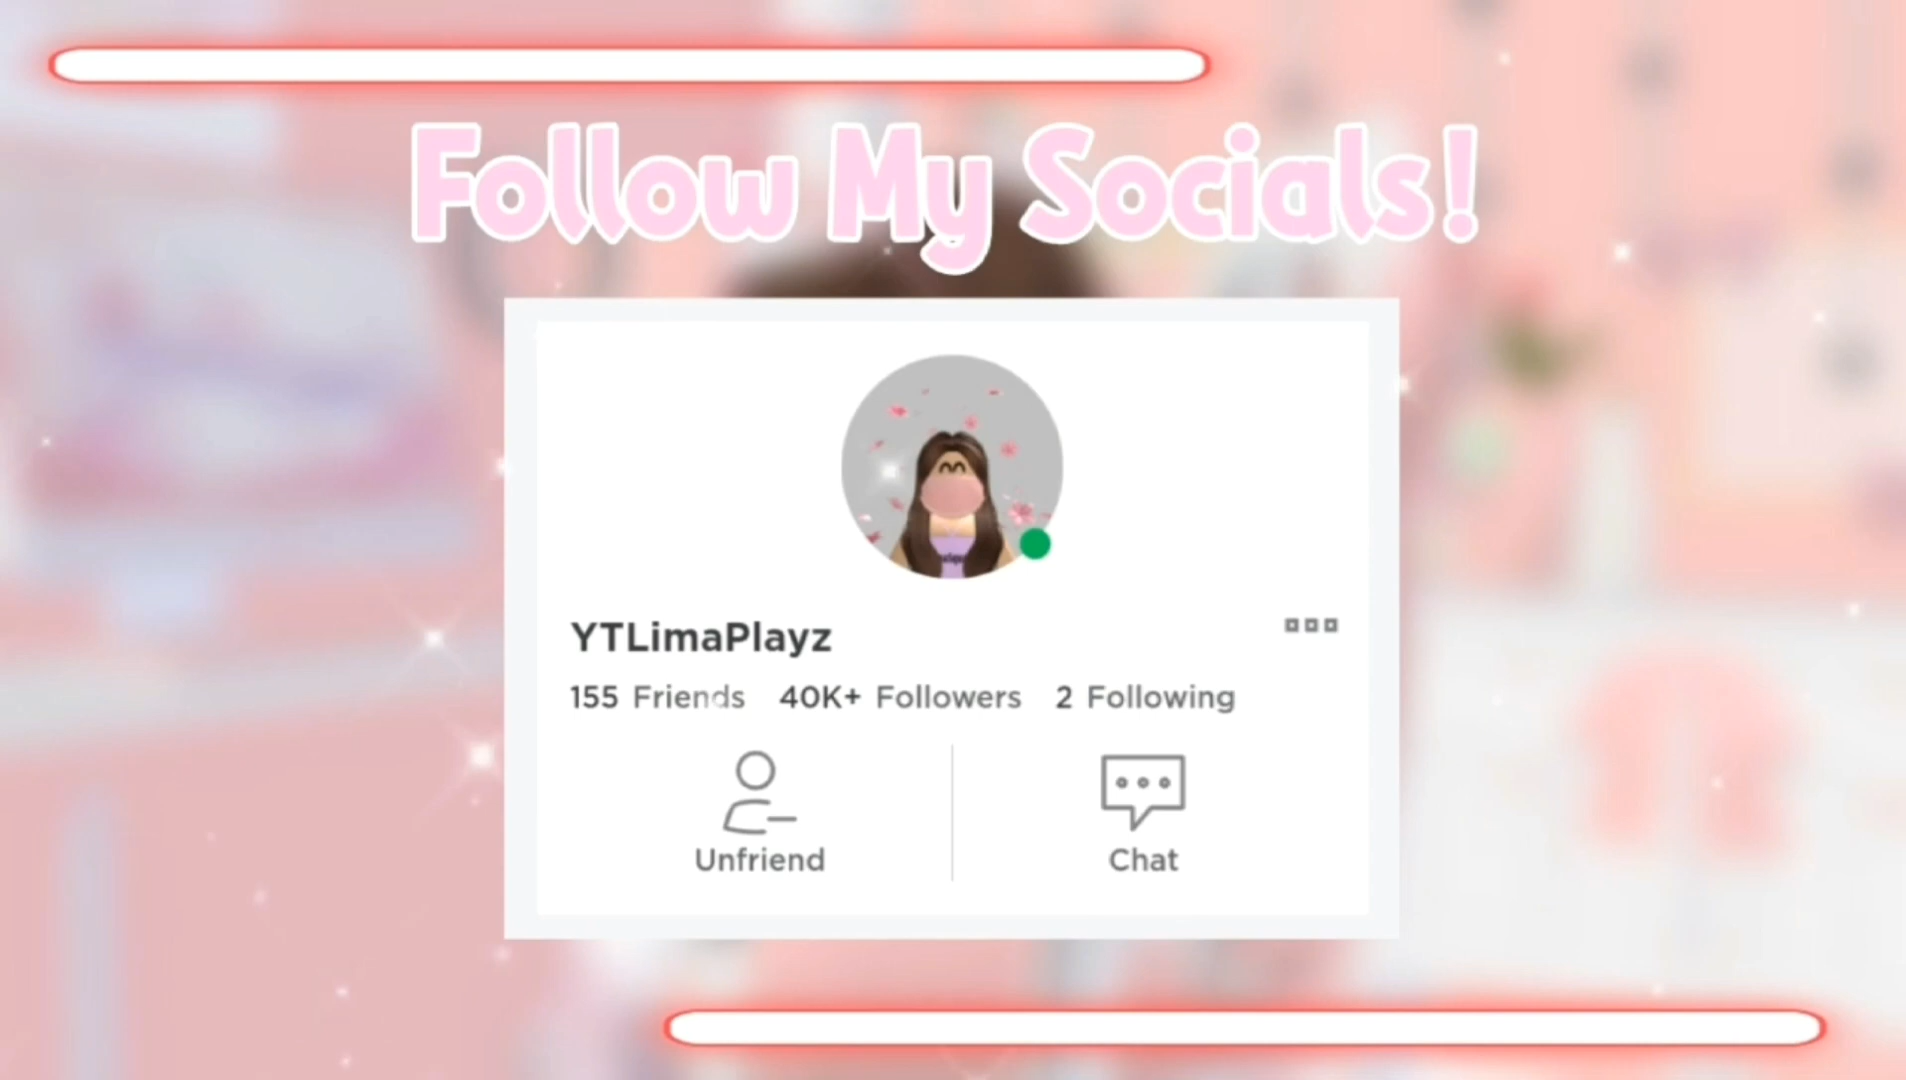 Follow My Socials!
YTLimaPlayz
155 Friends 40K+ Followers 2 Following
Unfriend Chat